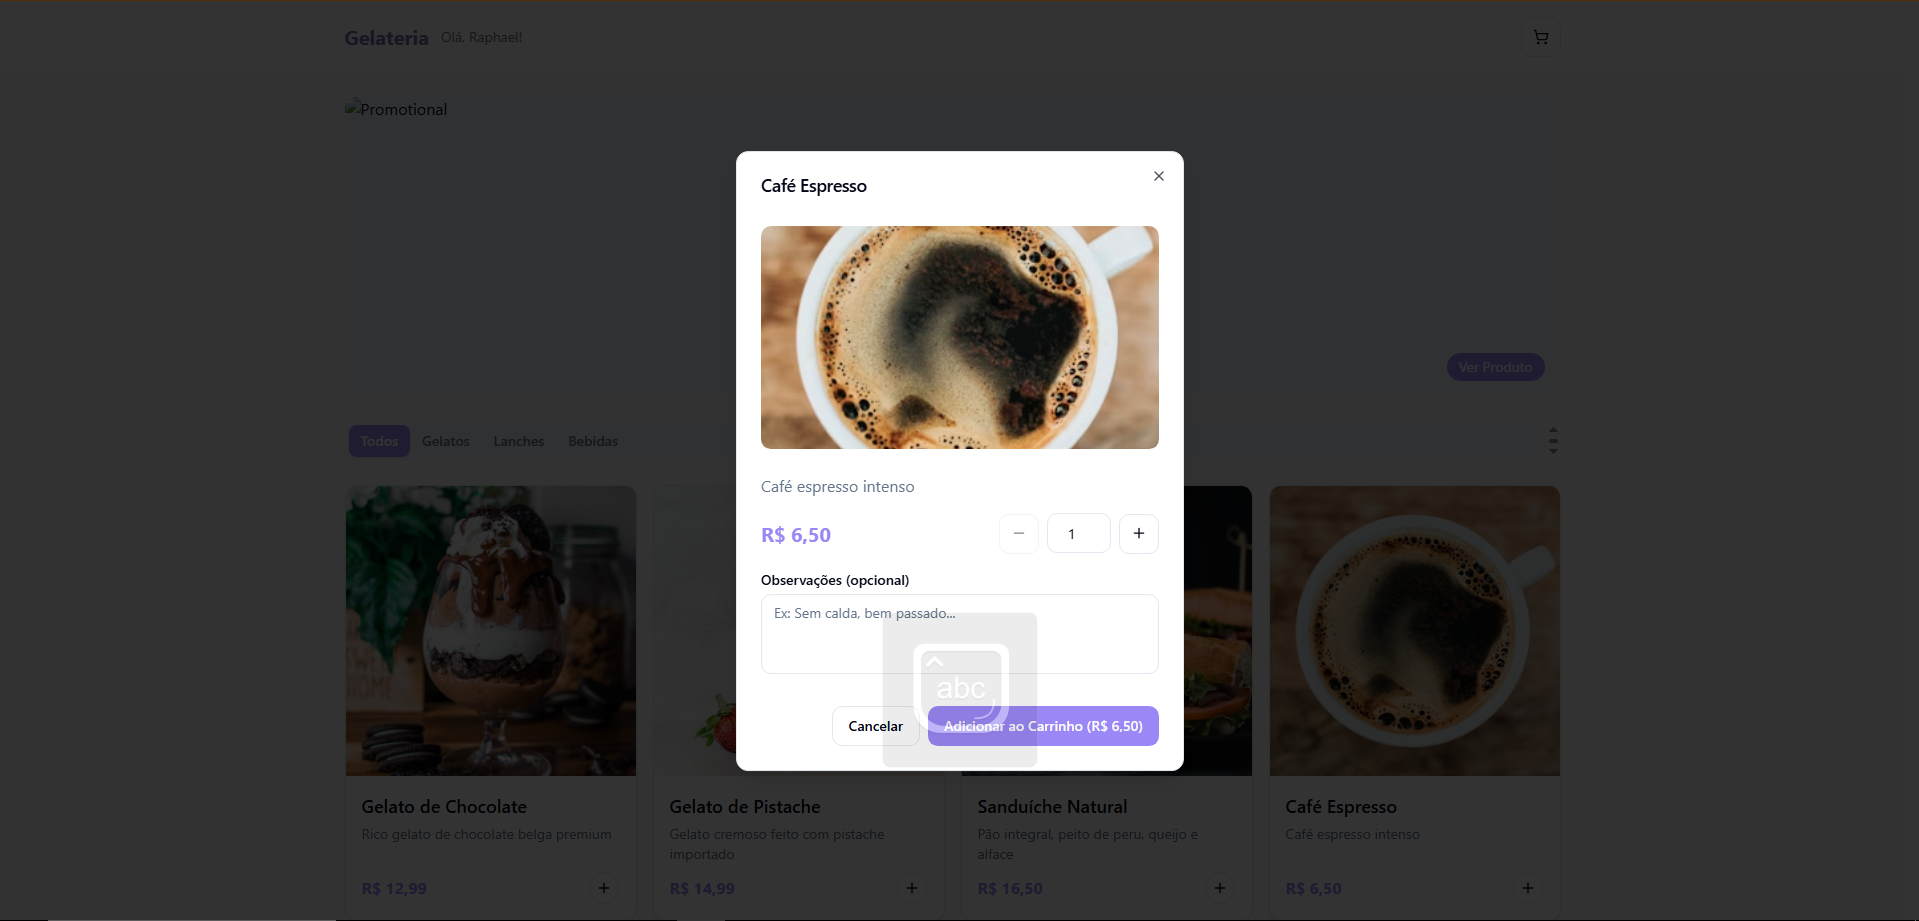 Gelateria
Olá, Raphael!
Promotional
Café Espresso
Café espresso intenso
R$ 6,50
1
Observações (opcional)
Ex: Sem calda, bem passado...
abc
Cancelar
Adicionar ao Carrinho (R$ 6,50)
Ver Produto
Todos
Gelatos
Lanches
Bebidas
Gelato de Chocolate
Rico gelato de chocolate belga premium
R$ 12,99
Gelato de Pistache
Gelato cremoso feito com pistache
importado
R$ 14,99
Sanduíche Natural
Pão integral, peito de peru, queijo e
alface
R$ 16,50
Café Espresso
Café espresso intenso
R$ 6,50